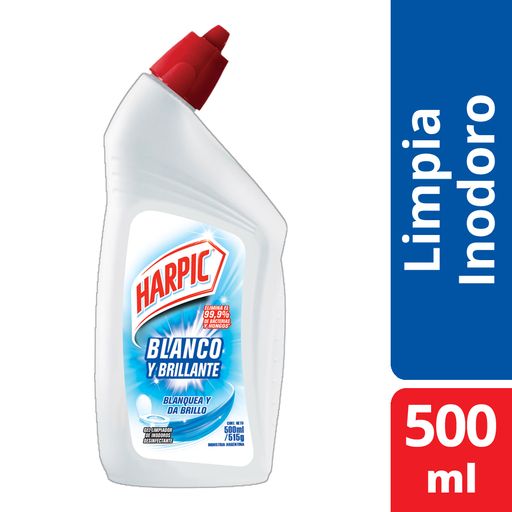 HARPIC
ELIMINA EL
99,9%
DE BACTERIAS
Y HONGOS*
BLANCO
Y BRILLANTE
BLANQUEA Y
DA BRILLO
GEL LIMPIADOR
DE INODOROS
DESINFECTANTE
CONT. NETO
500ml
/515g
INDUSTRIA ARGENTINA
Limpia
Inodoro
500
ml